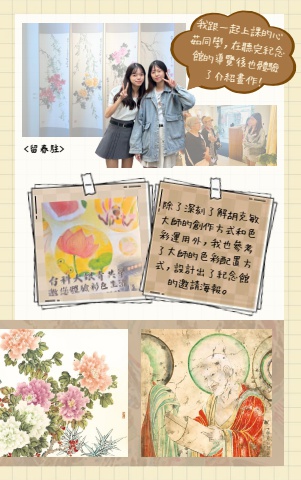 我跟一起上課的心
茹同學，在聽完紀念
館的導覽後也體驗
了介紹畫作！
<留春駐>
除了深刻了解胡克敏
大師的創作方式和色
彩運用外，我也參考
了大師的色彩配置方
式，設計出了紀念館
的邀請海報。